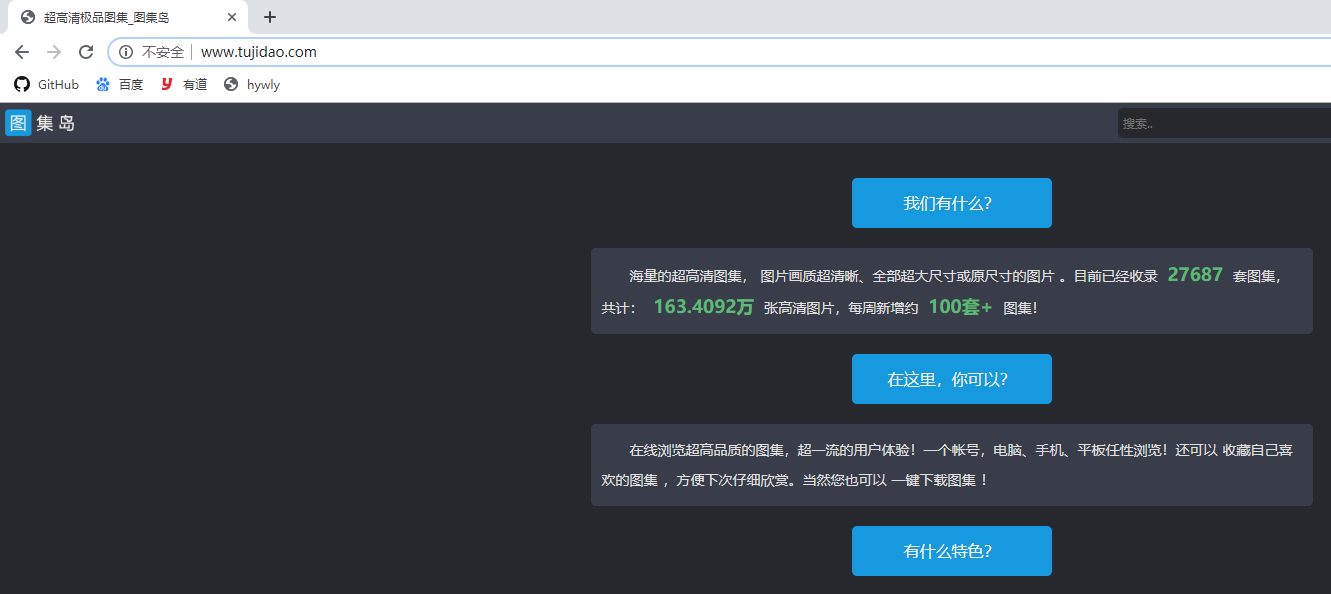 超高清极品图集_图集岛
不安全 www.tujidao.com
GitHub 百度 有道 hywly
图集岛 搜索..
我们有什么?
海量的超高清图集， 图片画质超清晰、全部超大尺寸或原尺寸的图片 。目前已经收录 27687 套图集，
共计： 163.4092万 张高清图片，每周新增约 100套+ 图集!
在这里，你可以?
在线浏览超高品质的图集，超一流的用户体验！一个帐号，电脑、手机、平板任性浏览！还可以 收藏自己喜
欢的图集 ，方便下次仔细欣赏。当然您也可以 一键下载图集 ！
有什么特色?